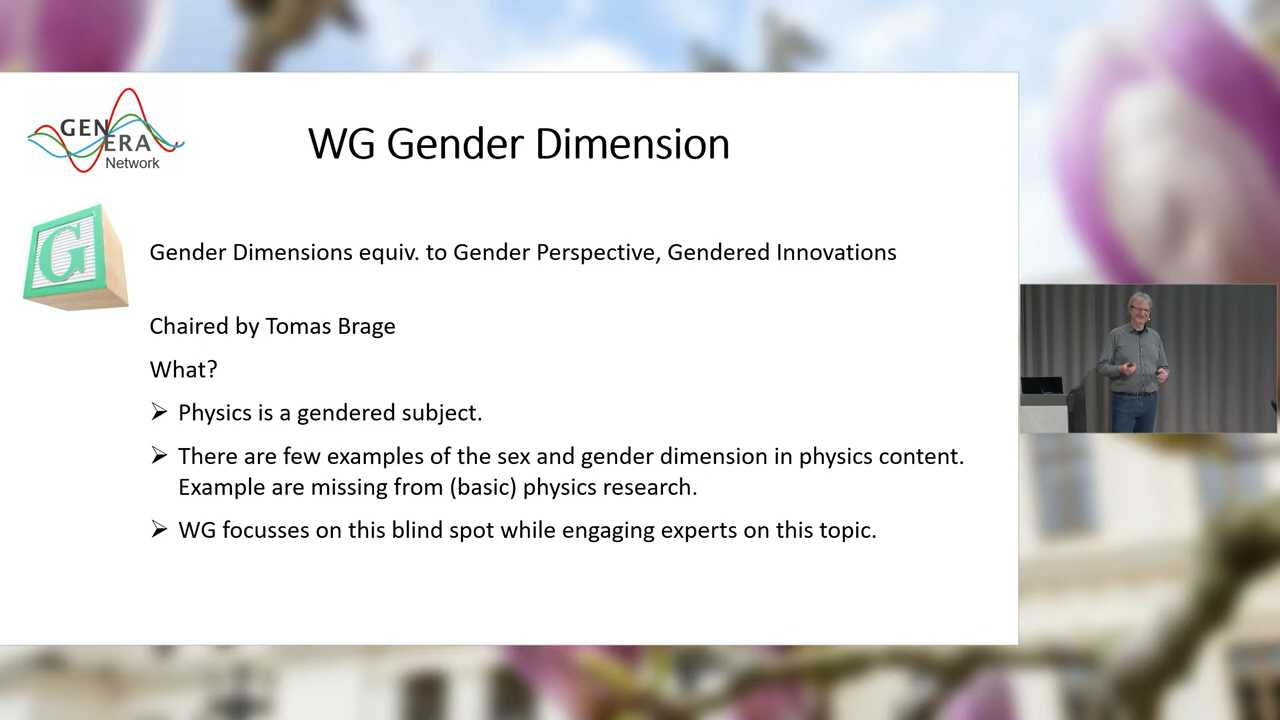 GEN
ERA
Network
WG Gender Dimension
G
Gender Dimensions equiv. to Gender Perspective, Gendered Innovations
Chaired by Tomas Brage
What?
Physics is a gendered subject.
There are few examples of the sex and gender dimension in physics content.
Example are missing from (basic) physics research.
WG focusses on this blind spot while engaging experts on this topic.